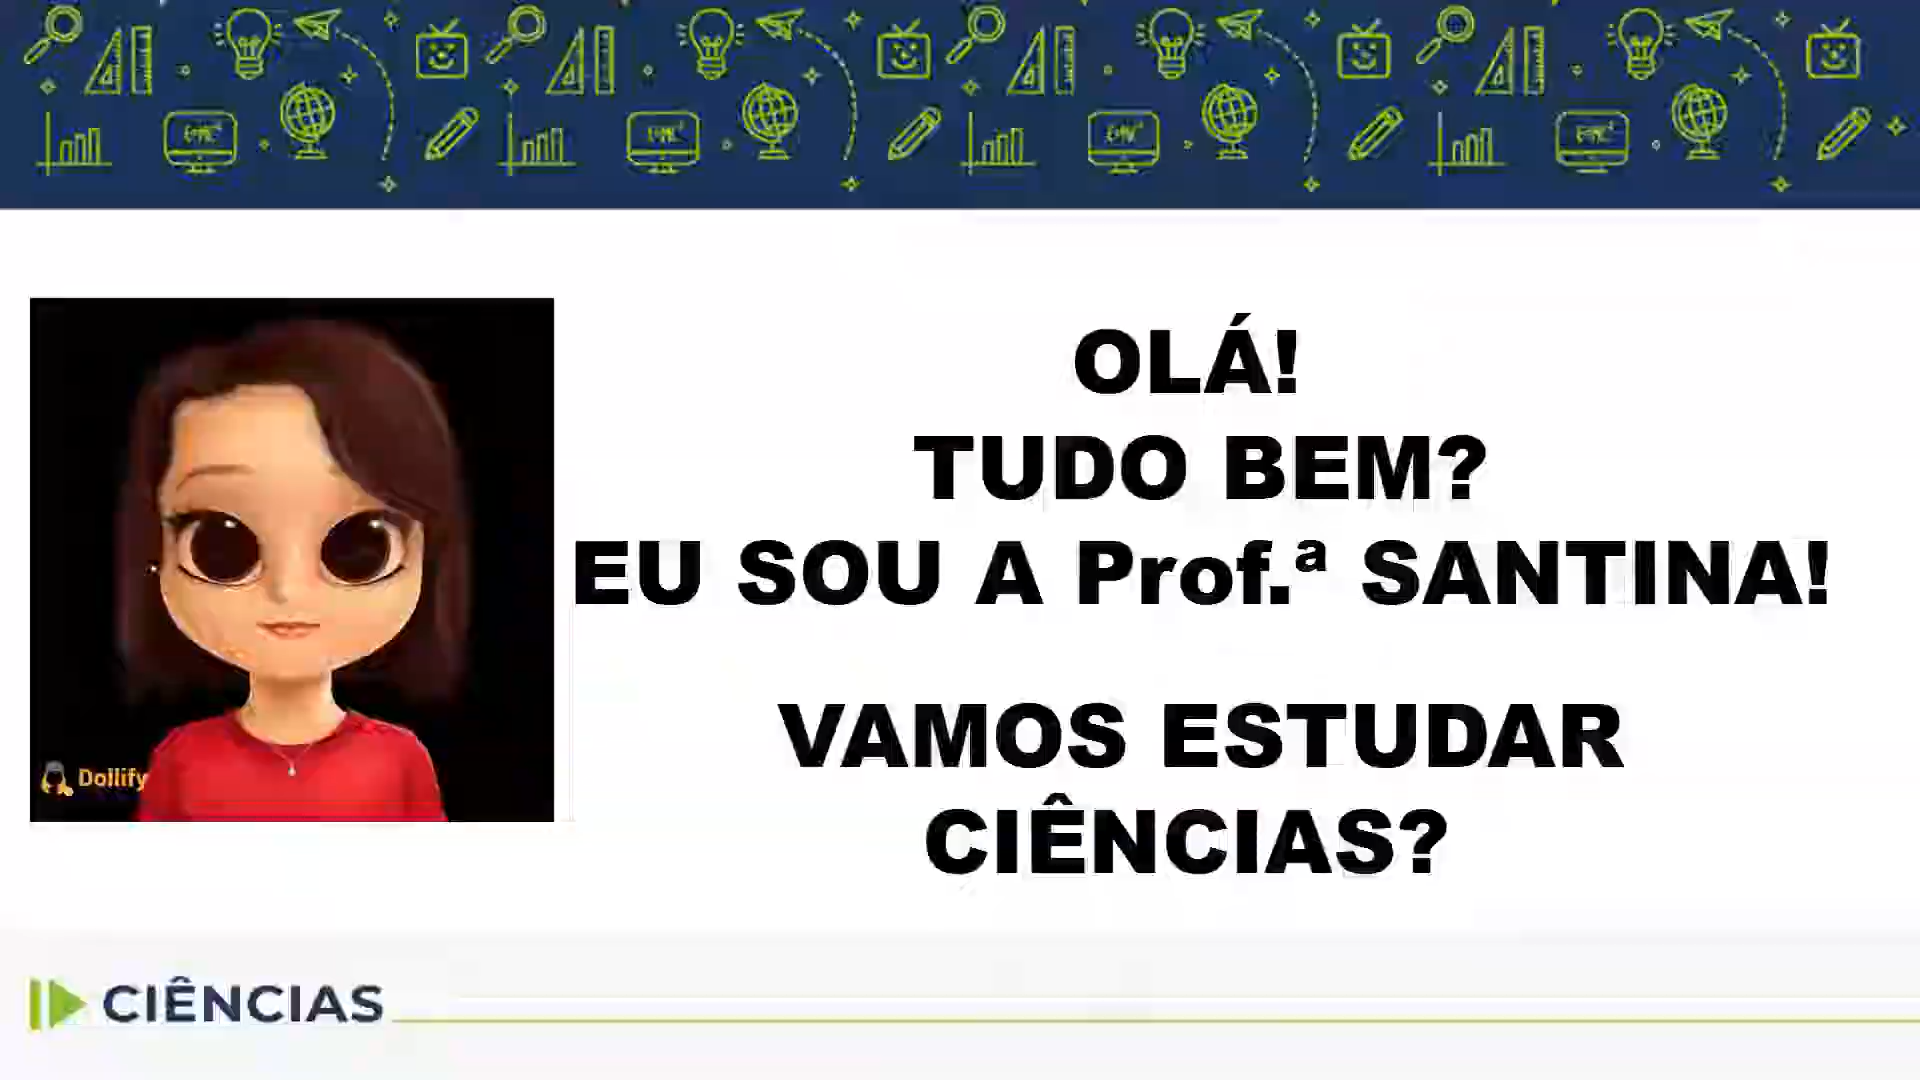 OLÁ!
TUDO BEM?
EU SOU A Prof.ª SANTINA!
VAMOS ESTUDAR
CIÊNCIAS?
Dollify
CIÊNCIAS